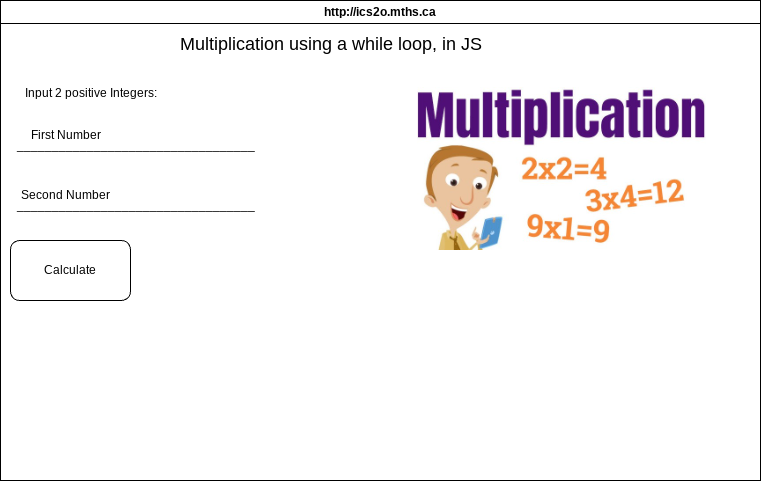 http://ics2o.mths.ca
Multiplication using a while loop, in JS
Input 2 positive Integers:
First Number
Second Number
Calculate
Multiplication
2x2=4
3x4=12
9x1=9